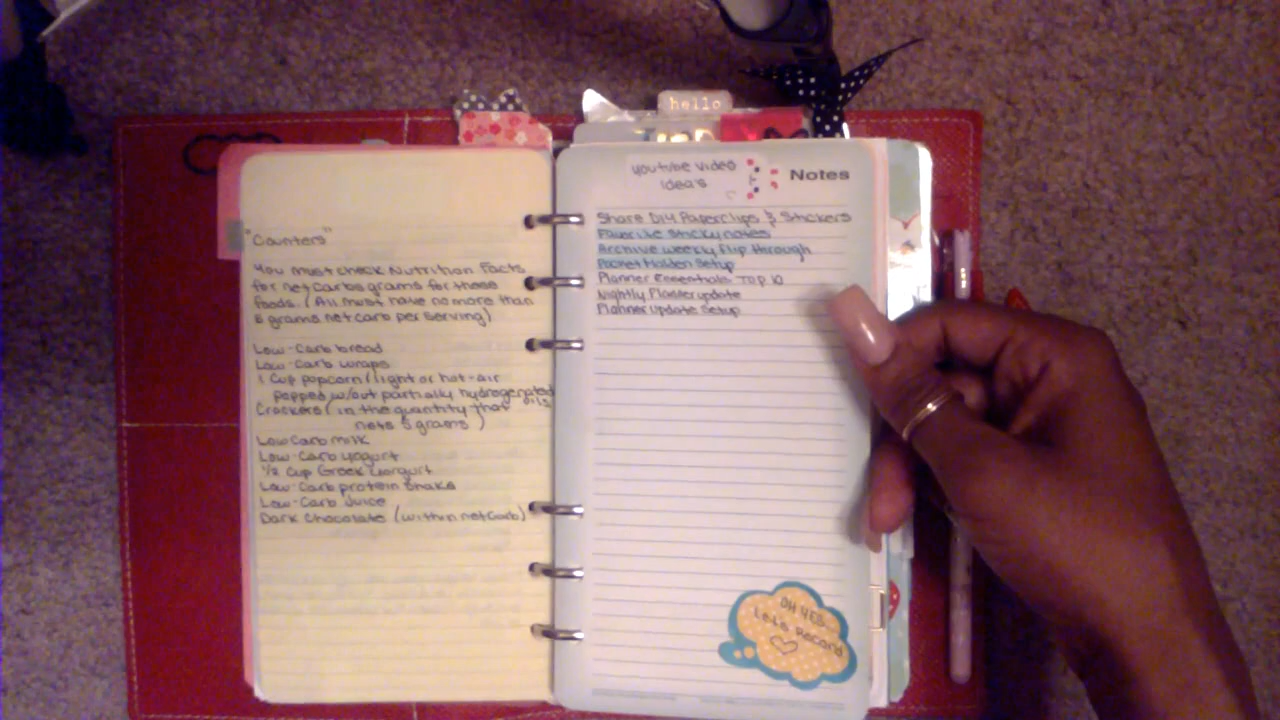 hello
"Counters"
You must check Nutrition Facts
for net carbs grams for these
foods. (All must have no more than
5 grams net carb per serving)
Low-Carb bread
Low-Carb wraps
1 Cup popcorn (light or hot-air
popped w/out partially hydrogenated
oils
Crackers (in the quantity that
nets 5 grams)
Low Carb milk
Low-Carb yogurt
1/2 Cup Greek Yorgurt
Low-Carb protein Shake
Low-Carb Juice
Dark Chocolate (within net Carb)
Youtube Video
Idea's
Notes
Share DIY Paperclips & Stickers
Favorite Sticky notes
Archive weekly flip through
Pocket Holder Setup
Planner Essentials Top 10
Nightly Planner update
Planner Update Setup
OH YES
Let's Record